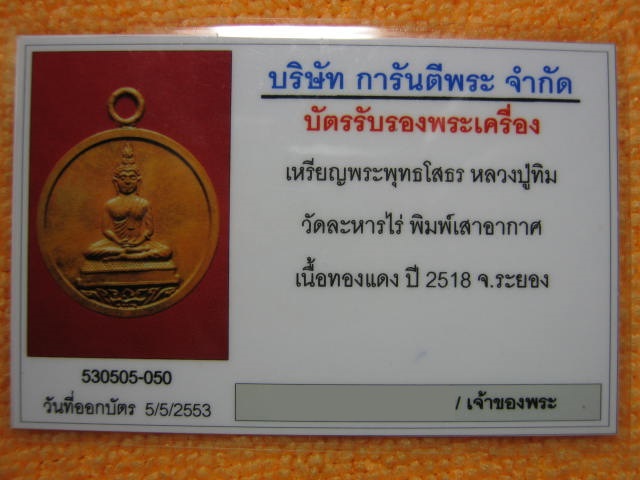 บริษัท การันตีพระ จำกัด
บัตรรับรองพระเครื่อง
เหรียญพระพุทธโสธร หลวงปู่ทิม
วัดละหารไร่ พิมพ์เสาอากาศ
เนื้อทองแดง ปี 2518 จ.ระยอง
530505-050
วันที่ออกบัตร 5/5/2553
/ เจ้าของพระ